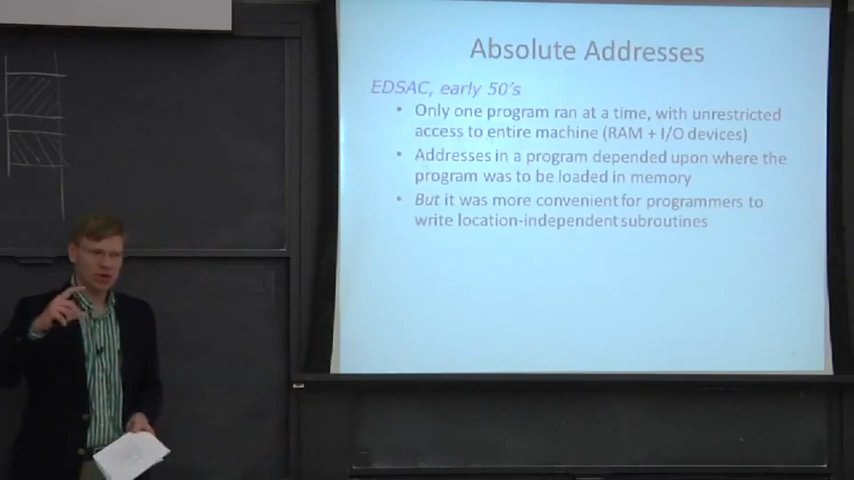 Absolute Addresses
EDSAC, early 50's
• Only one program ran at a time, with unrestricted
access to entire machine (RAM + I/O devices)
• Addresses in a program depended upon where the
program was to be loaded in memory
• But it was more convenient for programmers to
write location-independent subroutines